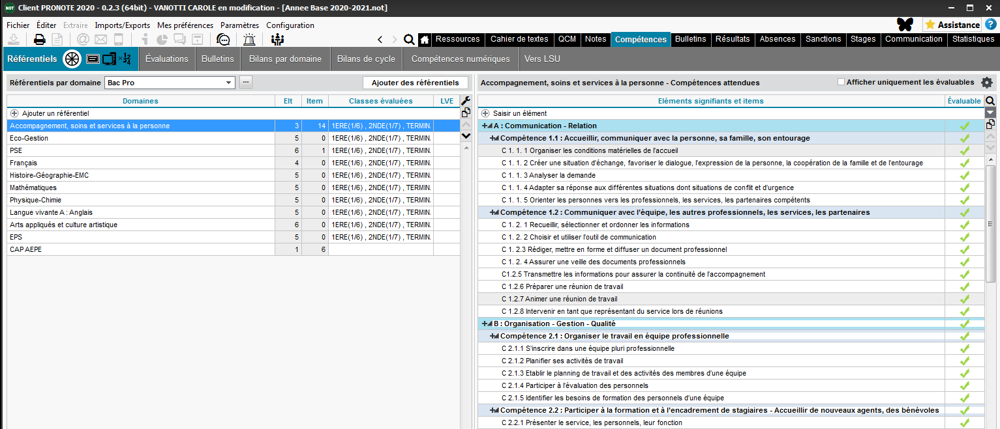 NOT Client PRONOTE 2020 - 0.2.3 (64bit) - VANOTTI CAROLE en modification - [Annee Base 2020-2021.not]
Fichier Éditer Extraire Imports/Exports Mes préférences Paramètres Configuration
Assistance ?
Ressources Cahier de textes QCM Notes Compétences Bulletins Résultats Absences Sanctions Stages Communication Statistiques
Référentiels Évaluations Bulletins Bilans par domaine Bilans de cycle Compétences numériques Vers LSU
Référentiels par domaine Bac Pro ... Ajouter des référentiels
Domaines Elt Item Classes évaluées LVE
Ajouter un référentiel
Accompagnement, soins et services à la personne 3 14 1ERE(1/6) , 2NDE(1/7) , TERMIN.
Eco-Gestion 5 0 1ERE(1/6) , 2NDE(1/7) , TERMIN.
PSE 6 1 1ERE(1/6) , 2NDE(1/7) , TERMIN.
Français 4 0 1ERE(1/6) , 2NDE(1/7) , TERMIN.
Histoire-Géographie-EMC 5 0 1ERE(1/6) , 2NDE(1/7) , TERMIN.
Mathématiques 5 0 1ERE(1/6) , 2NDE(1/7) , TERMIN.
Physique-Chimie 5 0 1ERE(1/6) , 2NDE(1/7) , TERMIN.
Langue vivante A : Anglais 5 0 1ERE(1/6) , 2NDE(1/7) , TERMIN.
Arts appliqués et culture artistique 6 0 1ERE(1/6) , 2NDE(1/7) , TERMIN.
EPS 5 0 1ERE(1/6) , 2NDE(1/7) , TERMIN.
CAP AEPE 1 6
Accompagnement, soins et services à la personne - Compétences attendues Afficher uniquement les évaluables
Eléments signifiants et items Évaluable
Saisir un élément
A : Communication - Relation
Compétence 1.1 : Accueillir, communiquer avec la personne, sa famille, son entourage
C 1. 1. 1 Organiser les conditions matérielles de l'accueil
C 1. 1. 2 Créer une situation d'échange, favoriser le dialogue, l'expression de la personne, la coopération de la famille et de l'entourage
C 1. 1. 3 Analyser la demande
C 1. 1. 4 Adapter sa réponse aux différentes situations dont situations de conflit et d'urgence
C 1. 1. 5 Orienter les personnes vers les professionnels, les services, les partenaires compétents
Compétence 1.2 : Communiquer avec l'équipe, les autres professionnels, les services, les partenaires
C 1. 2. 1 Recueillir, sélectionner et ordonner les informations
C 1. 2. 2 Choisir et utiliser l'outil de communication
C 1. 2.3 Rédiger, mettre en forme et diffuser un document professionnel
C 1. 2. 4 Assurer une veille des documents professionnels
C1.2.5 Transmettre les informations pour assurer la continuité de l'accompagnement
C 1.2.6 Préparer une réunion de travail
C 1.2.7 Animer une réunion de travail
C 1.2.8 Intervenir en tant que représentant du service lors de réunions
B : Organisation - Gestion - Qualité
Compétence 2.1 : Organiser le travail en équipe professionnelle
C 2.1.1 S'inscrire dans une équipe pluri professionnelle
C 2.1.2 Planifier ses activités de travail
C 2.1.3 Etablir le planning de travail et des activités des membres d'une équipe
C 2.1.4 Participer à l'évaluation des personnels
C 2.1.5 Identifier les besoins de formation des personnels d'une équipe
Compétence 2.2 : Participer à la formation et à l'encadrement de stagiaires - Accueillir de nouveaux agents, des bénévoles
C 2.2.1 Présenter le service, les personnels, leur fonction